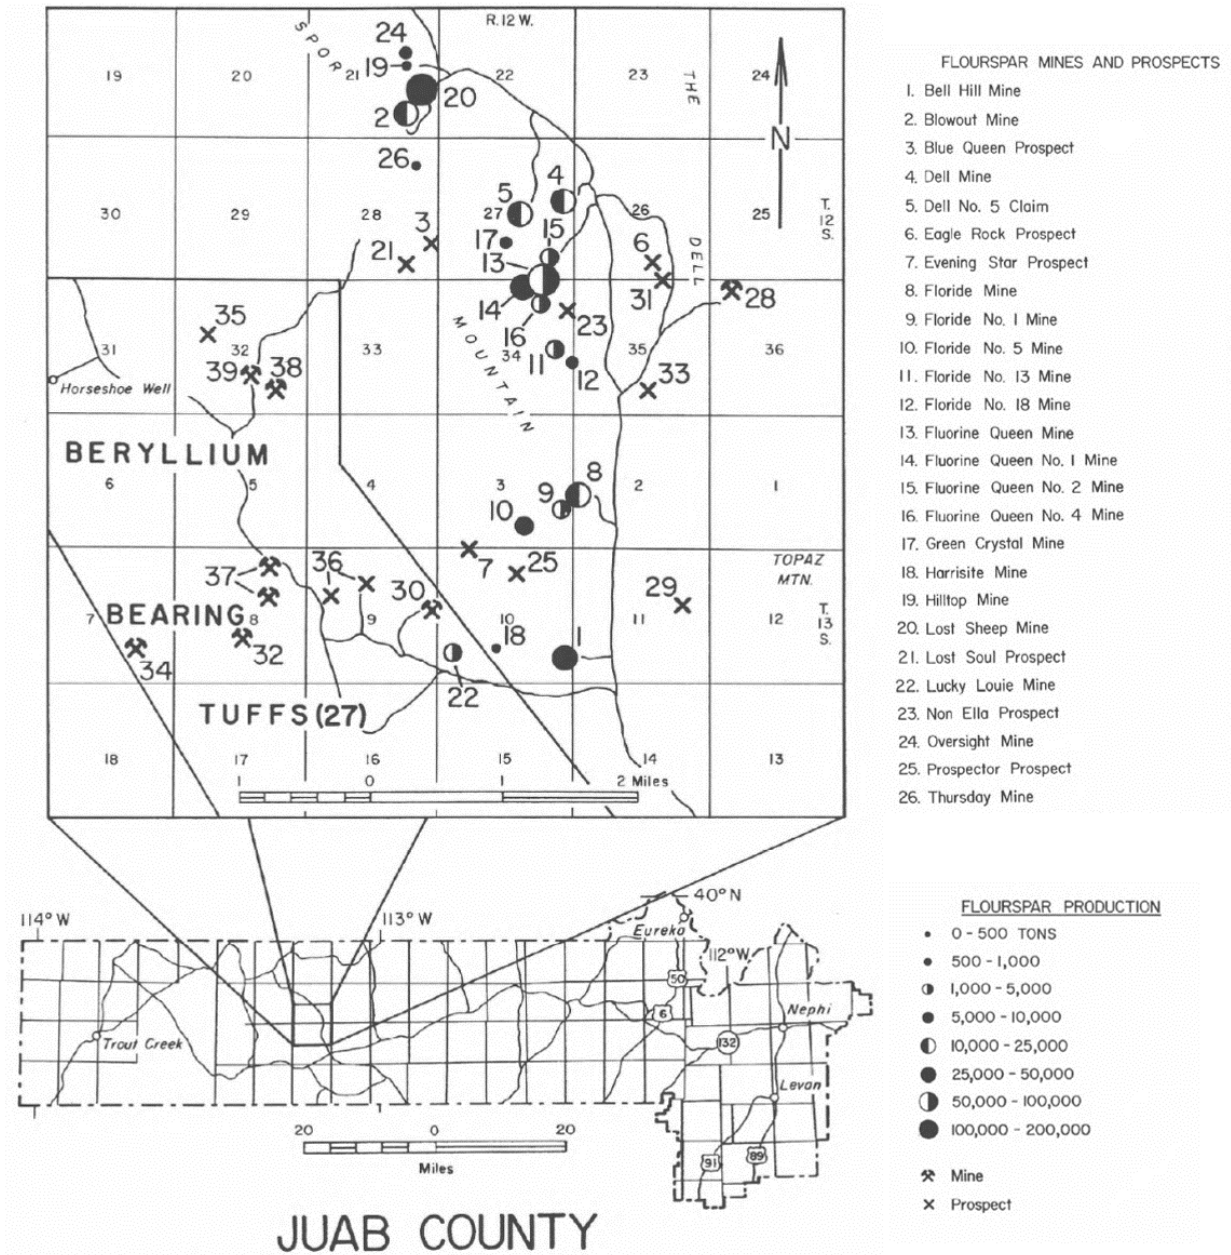 R. 12 W.
SPOR
MOUNTAIN
THE
DELL
N
T.
12
S.
19
20
21
22
23
24
24
19
20
2
26
30
29
28
27
26
25
3
21
5
4
17
15
13
14
16
23
6
31
28
35
31
32
33
34
35
36
39
38
11
12
33
Horseshoe Well
BERYLLIUM
6
5
4
3
2
1
8
9
10
7
25
TOPAZ
MTN.
37
36
30
29
BEARING
7
8
9
10
11
12
T.
13
S.
34
32
22
18
1
TUFFS (27)
18
17
16
15
14
13
1
0
1
2 Miles
FLOURSPAR MINES AND PROSPECTS
1. Bell Hill Mine
2. Blowout Mine
3. Blue Queen Prospect
4. Dell Mine
5. Dell No. 5 Claim
6. Eagle Rock Prospect
7. Evening Star Prospect
8. Floride Mine
9. Floride No. 1 Mine
10. Floride No. 5 Mine
11. Floride No. 13 Mine
12. Floride No. 18 Mine
13. Fluorine Queen Mine
14. Fluorine Queen No. 1 Mine
15. Fluorine Queen No. 2 Mine
16. Fluorine Queen No. 4 Mine
17. Green Crystal Mine
18. Harrisite Mine
19. Hilltop Mine
20. Lost Sheep Mine
21. Lost Soul Prospect
22. Lucky Louie Mine
23. Non Ella Prospect
24. Oversight Mine
25. Prospector Prospect
26. Thursday Mine
114° W
113° W
40° N
Eureka
112° W
50
6
Nephi
132
Trout Creek
Levan
91
89
20
0
20
Miles
JUAB COUNTY
FLOURSPAR PRODUCTION
0 - 500 TONS
500 - 1,000
1,000 - 5,000
5,000 - 10,000
10,000 - 25,000
25,000 - 50,000
50,000 - 100,000
100,000 - 200,000
Mine
Prospect